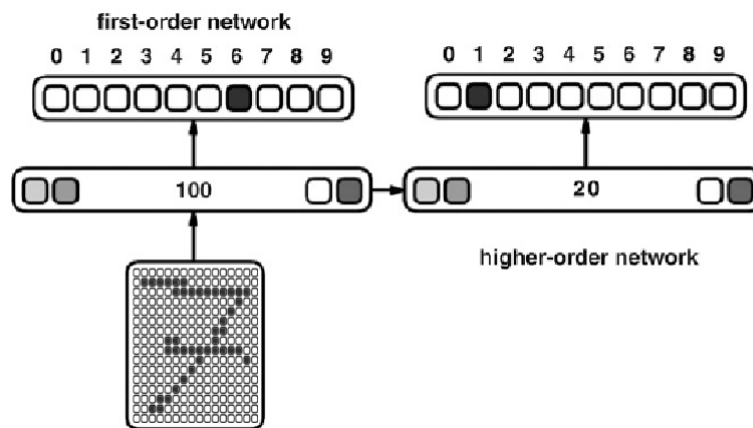 first-order network
0 1 2 3 4 5 6 7 8 9
0 1 2 3 4 5 6 7 8 9
100
20
higher-order network